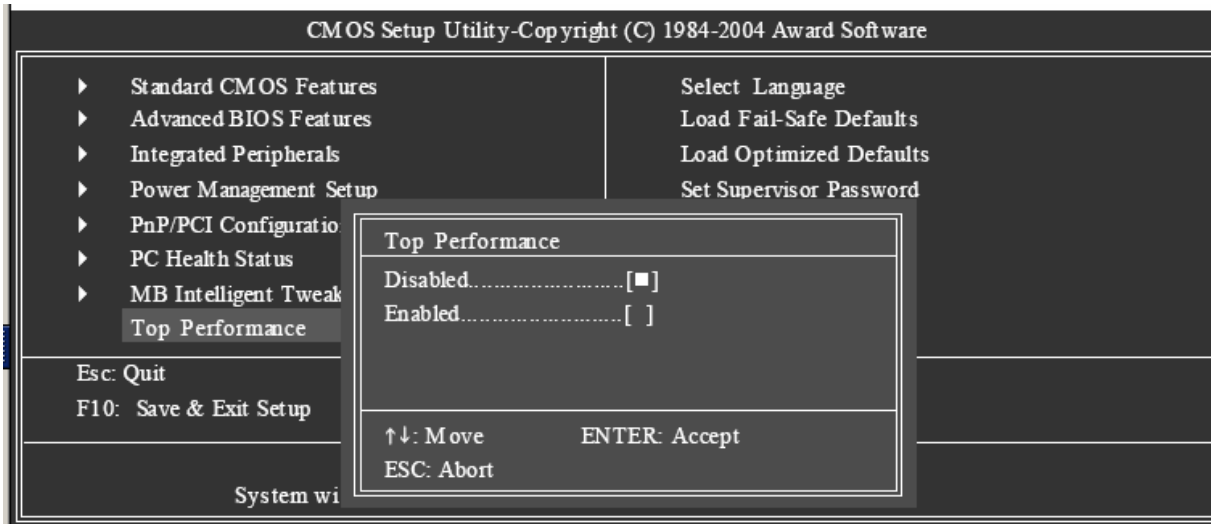 CMOS Setup Utility-Copyright (C) 1984-2004 Award Software
Standard CMOS Features
Advanced BIOS Features
Integrated Peripherals
Power Management Setup
PnP/PCI Configuratio
PC Health Status
MB Intelligent Tweak
Top Performance
Select Language
Load Fail-Safe Defaults
Load Optimized Defaults
Set Supervisor Password
Top Performance
Disabled........................[■]
Enabled.........................[ ]
↑↓: Move ENTER: Accept
ESC: Abort
Esc: Quit
F10: Save & Exit Setup
System wi